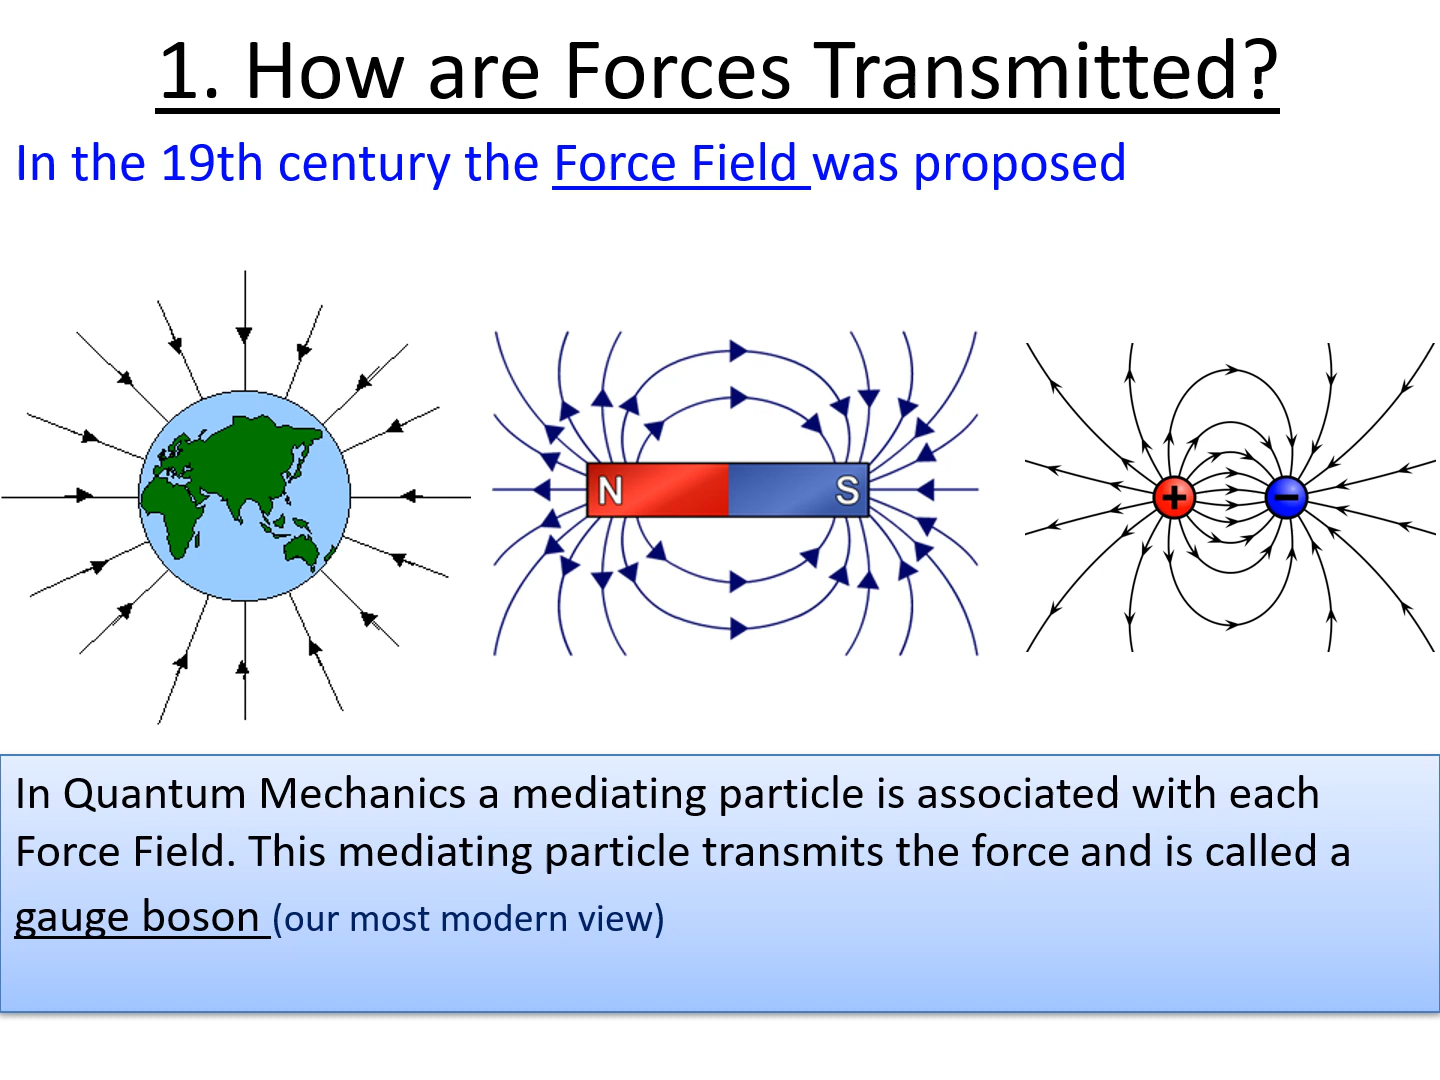 1. How are Forces Transmitted?
In the 19th century the Force Field was proposed
N
S
+
−
In Quantum Mechanics a mediating particle is associated with each
Force Field. This mediating particle transmits the force and is called a
gauge boson (our most modern view)